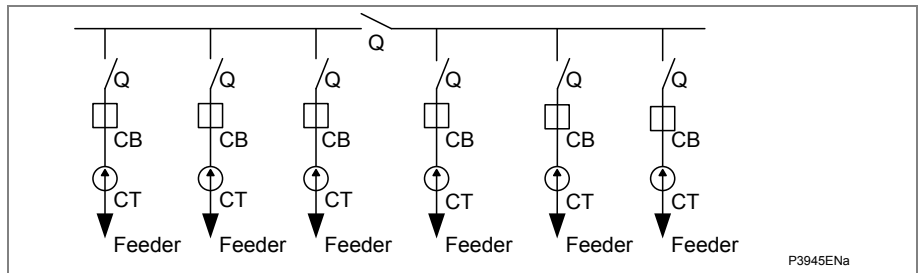 Q
Q Q Q Q Q Q
CB CB CB CB CB CB
CT CT CT CT CT CT
Feeder Feeder Feeder Feeder Feeder Feeder
P3945ENa